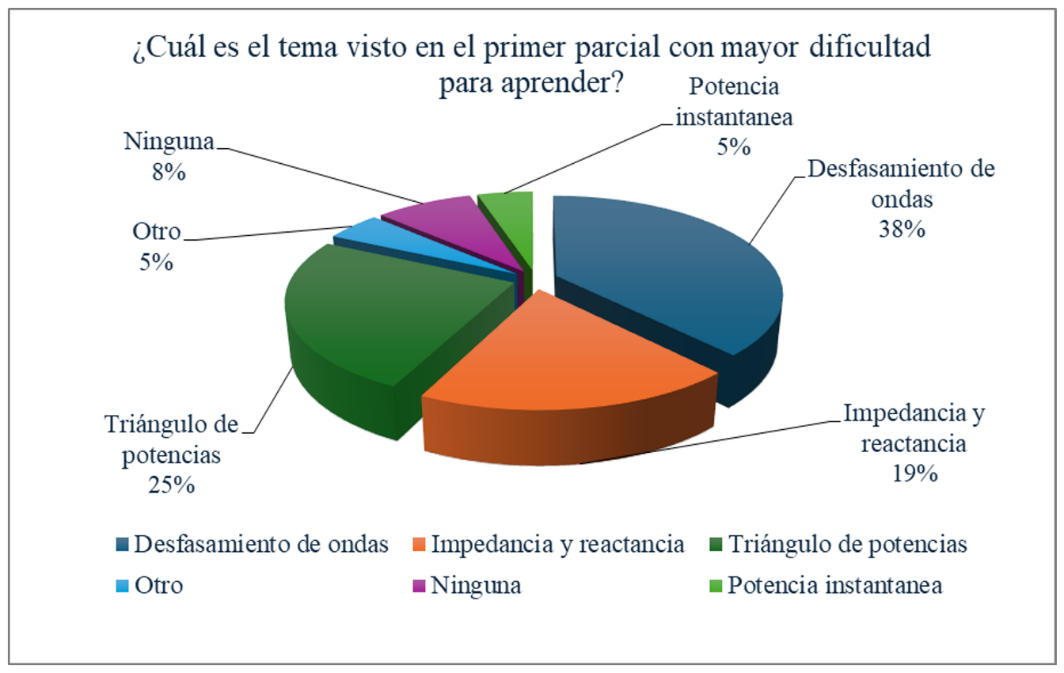 ¿Cuál es el tema visto en el primer parcial con mayor dificultad
para aprender?
Potencia
instantanea
5%
Ninguna
8%
Desfasamiento de
ondas
38%
Otro
5%
Triángulo de
potencias
25%
Impedancia y
reactancia
19%
Desfasamiento de ondas
Impedancia y reactancia
Triángulo de potencias
Otro
Ninguna
Potencia instantanea